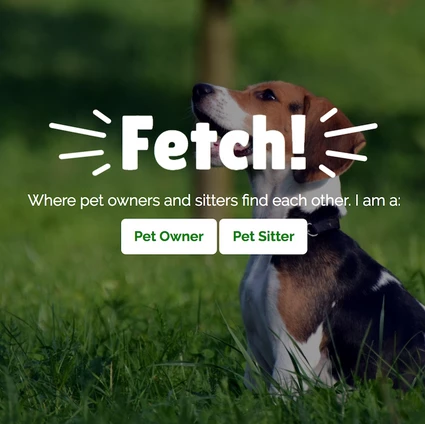 Fetch!
Where pet owners and sitters find each other. I am a:
Pet Owner Pet Sitter